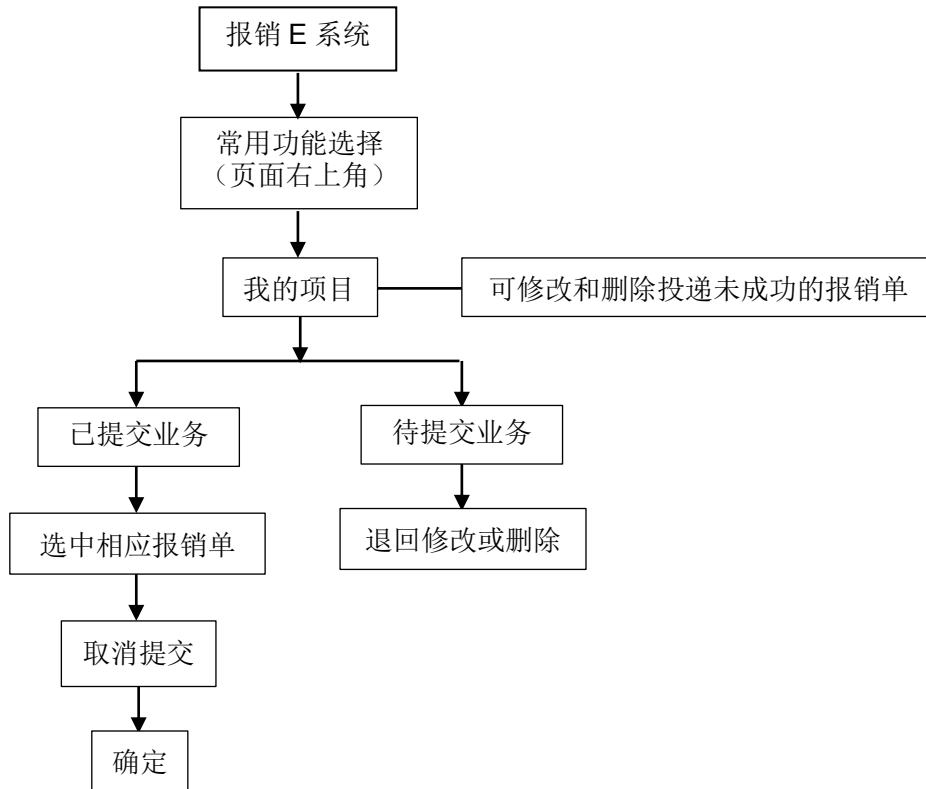 报销 E 系统
常用功能选择
（页面右上角）
我的项目
可修改和删除投递未成功的报销单
已提交业务
待提交业务
选中相应报销单
退回修改或删除
取消提交
确定